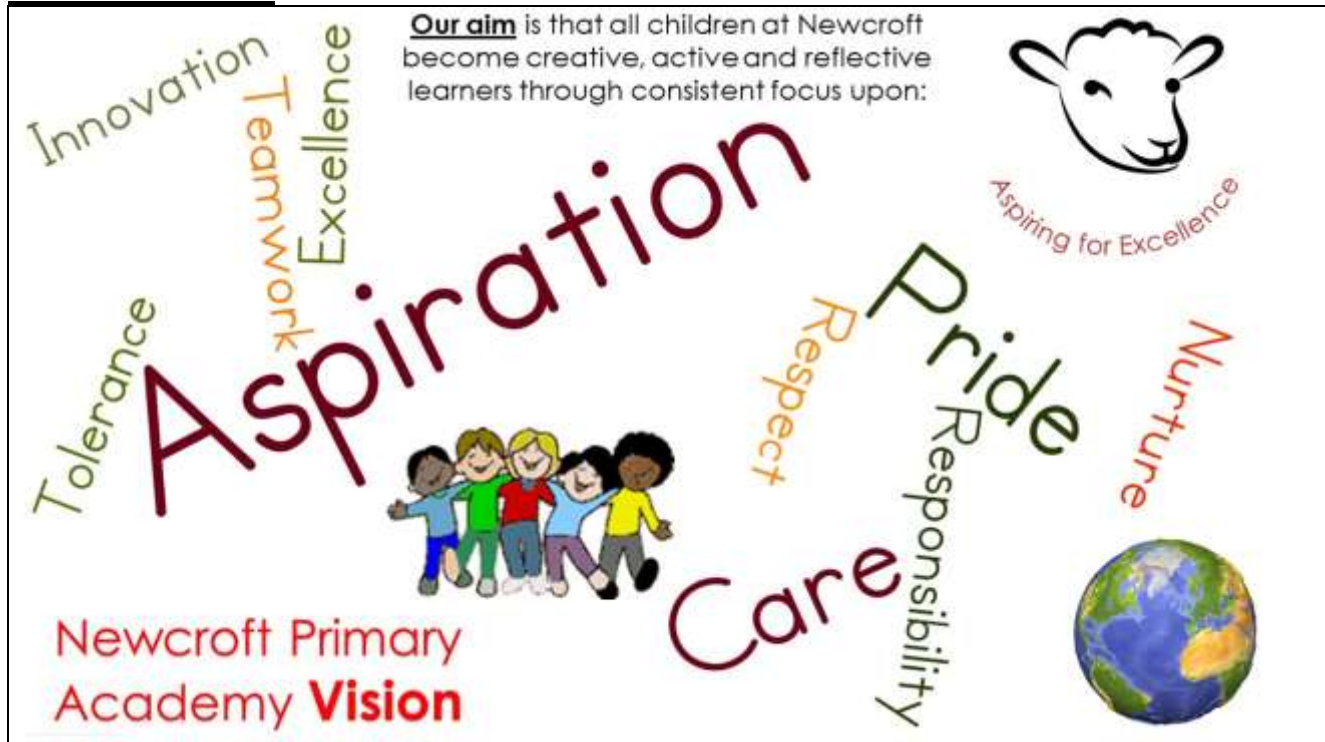 Our aim is that all children at Newcroft
become creative, active and reflective
learners through consistent focus upon:
Innovation
Teamwork
Excellence
Aspiration
Aspiring for Excellence
Tolerance
Respect
Pride
Nurture
Responsibility
Care
Newcroft Primary
Academy Vision